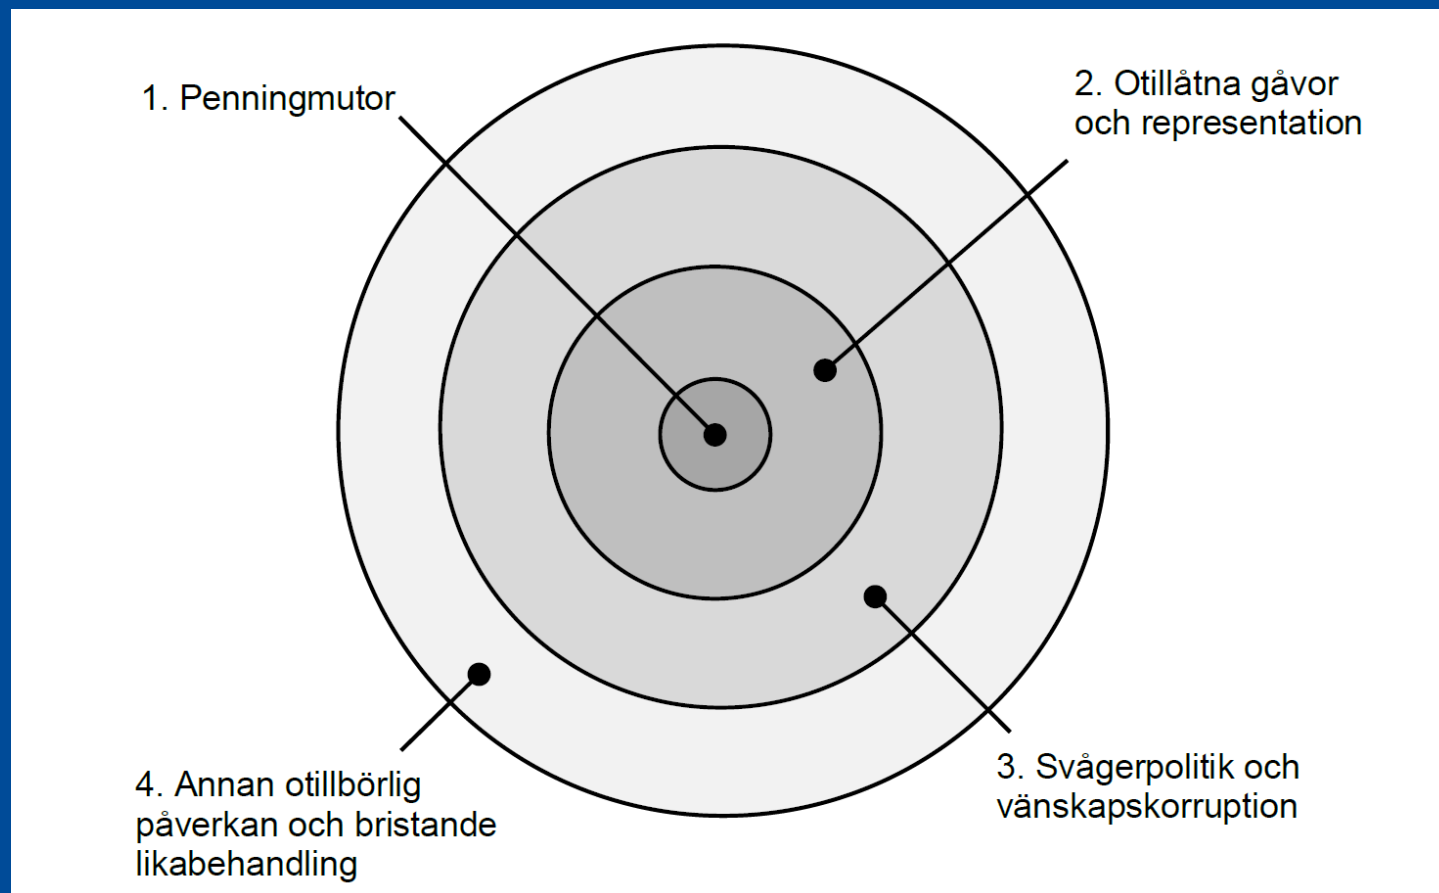 1. Penningmutor
2. Otillåtna gåvor
och representation
3. Svågerpolitik och
vänskapskorruption
4. Annan otillbörlig
påverkan och bristande
likabehandling